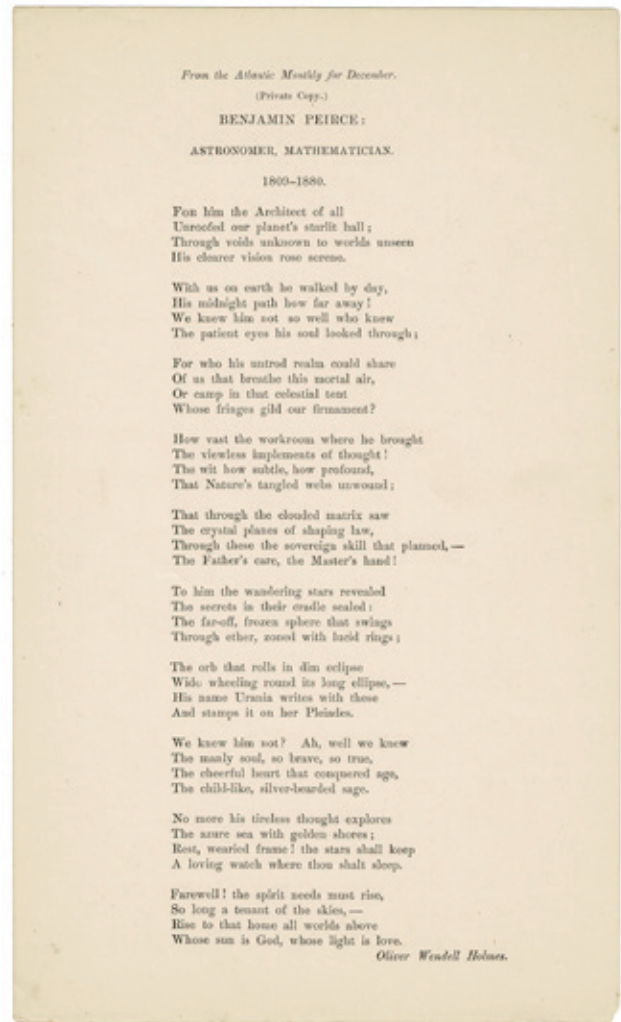 From the Atlantic Monthly for December.
(Private Copy.)
BENJAMIN PEIRCE:
ASTRONOMER, MATHEMATICIAN.
1809–1880.
For him the Architect of all
Unroofed our planet's starlit hall;
Through voids unknown to worlds unseen
His clearer vision rose serene.
With us on earth he walked by day,
His midnight path how far away!
We knew him not so well who knew
The patient eyes his soul looked through;
For who his untrod realm could share
Of us that breathe this mortal air,
Or camp in that celestial tent
Whose fringes gild our firmament?
How vast the workroom where he brought
The viewless implements of thought!
The wit how subtle, how profound,
That Nature's tangled webs unwound;
That through the clouded matrix saw
The crystal planes of shaping law,
Through these the sovereign skill that planned,—
The Father's care, the Master's hand!
To him the wandering stars revealed
The secrets in their cradle sealed:
The far-off, frozen sphere that swings
Through ether, zoned with lucid rings;
The orb that rolls in dim eclipse
Wide wheeling round its long ellipse,—
His name Urania writes with these
And stamps it on her Pleiades.
We knew him not? Ah, well we knew
The manly soul, so brave, so true,
The cheerful heart that conquered age,
The child-like, silver-bearded sage.
No more his tireless thought explores
The azure sea with golden shores;
Rest, wearied frame! the stars shall keep
A loving watch where thou shalt sleep.
Farewell! the spirit needs must rise,
So long a tenant of the skies,—
Rise to that home all worlds above
Whose sun is God, whose light is love.
Oliver Wendell Holmes.